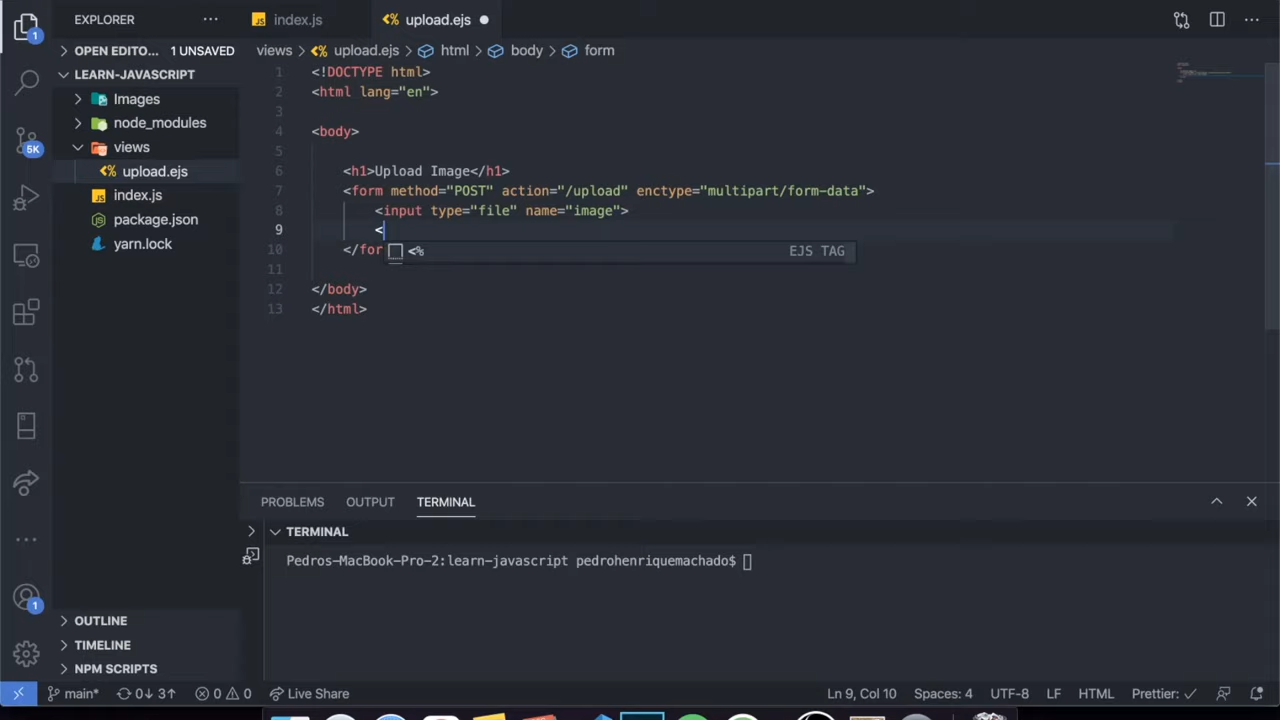 EXPLORER
index.js
upload.ejs
OPEN EDITO... 1 UNSAVED
views > upload.ejs > html > body > form
LEARN-JAVASCRIPT
Images
node_modules
views
upload.ejs
index.js
package.json
yarn.lock
1 <!DOCTYPE html>
2 <html lang="en">
3
4 <body>
5
6 <h1>Upload Image</h1>
7 <form method="POST" action="/upload" enctype="multipart/form-data">
8 <input type="file" name="image">
9 <
10 </for
<% EJS TAG
11
12 </body>
13 </html>
1
5K
1
PROBLEMS OUTPUT TERMINAL
TERMINAL
Pedros-MacBook-Pro-2:learn-javascript pedrohenriquemachado$
OUTLINE
TIMELINE
NPM SCRIPTS
main* 0↓ 3↑ 0 0 Live Share Ln 9, Col 10 Spaces: 4 UTF-8 LF HTML Prettier: ✓